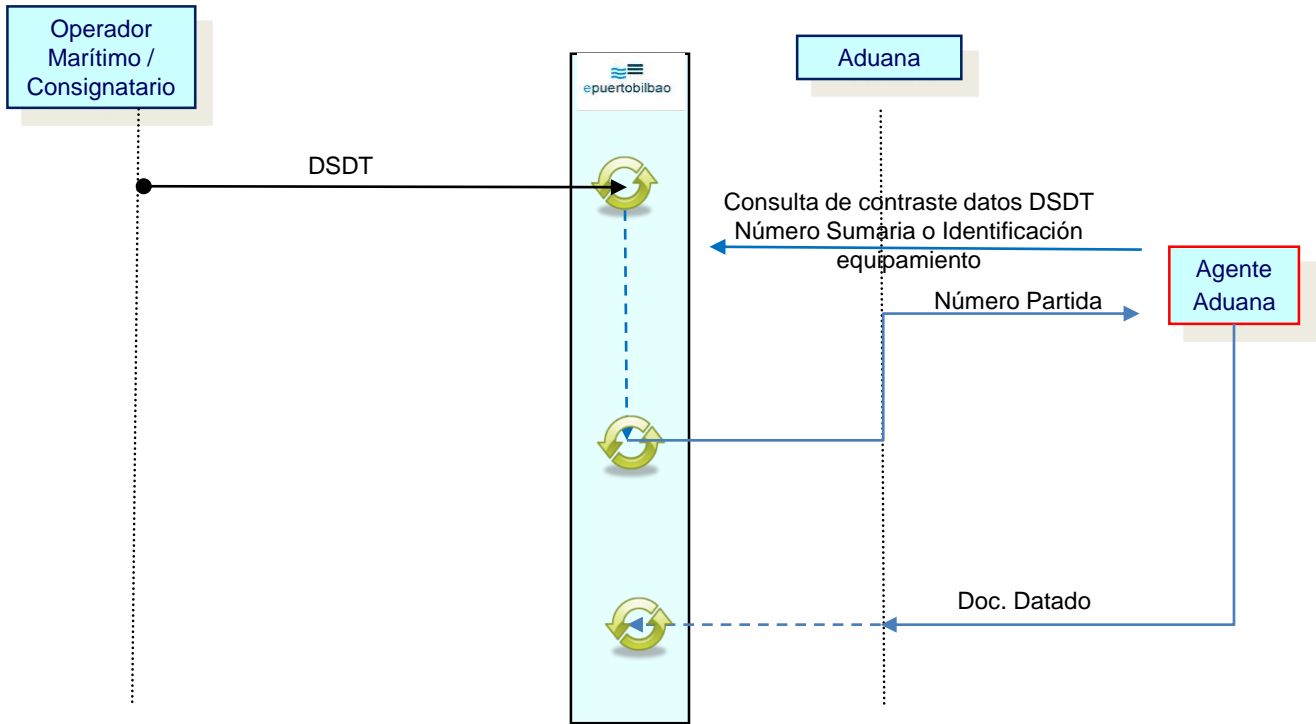 Operador
Marítimo /
Consignatario
epuertobilbao
Aduana
DSDT
Consulta de contraste datos DSDT
Número Sumaria o Identificación
equipamiento
Agente
Aduana
Número Partida
Doc. Datado